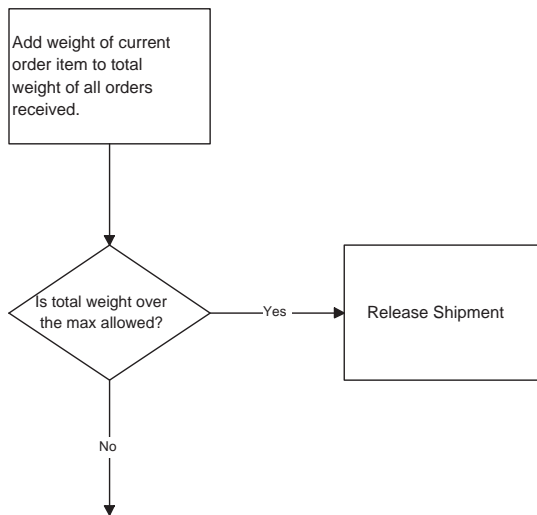 Add weight of current
order item to total
weight of all orders
received.
Is total weight over
the max allowed?
Yes
Release Shipment
No